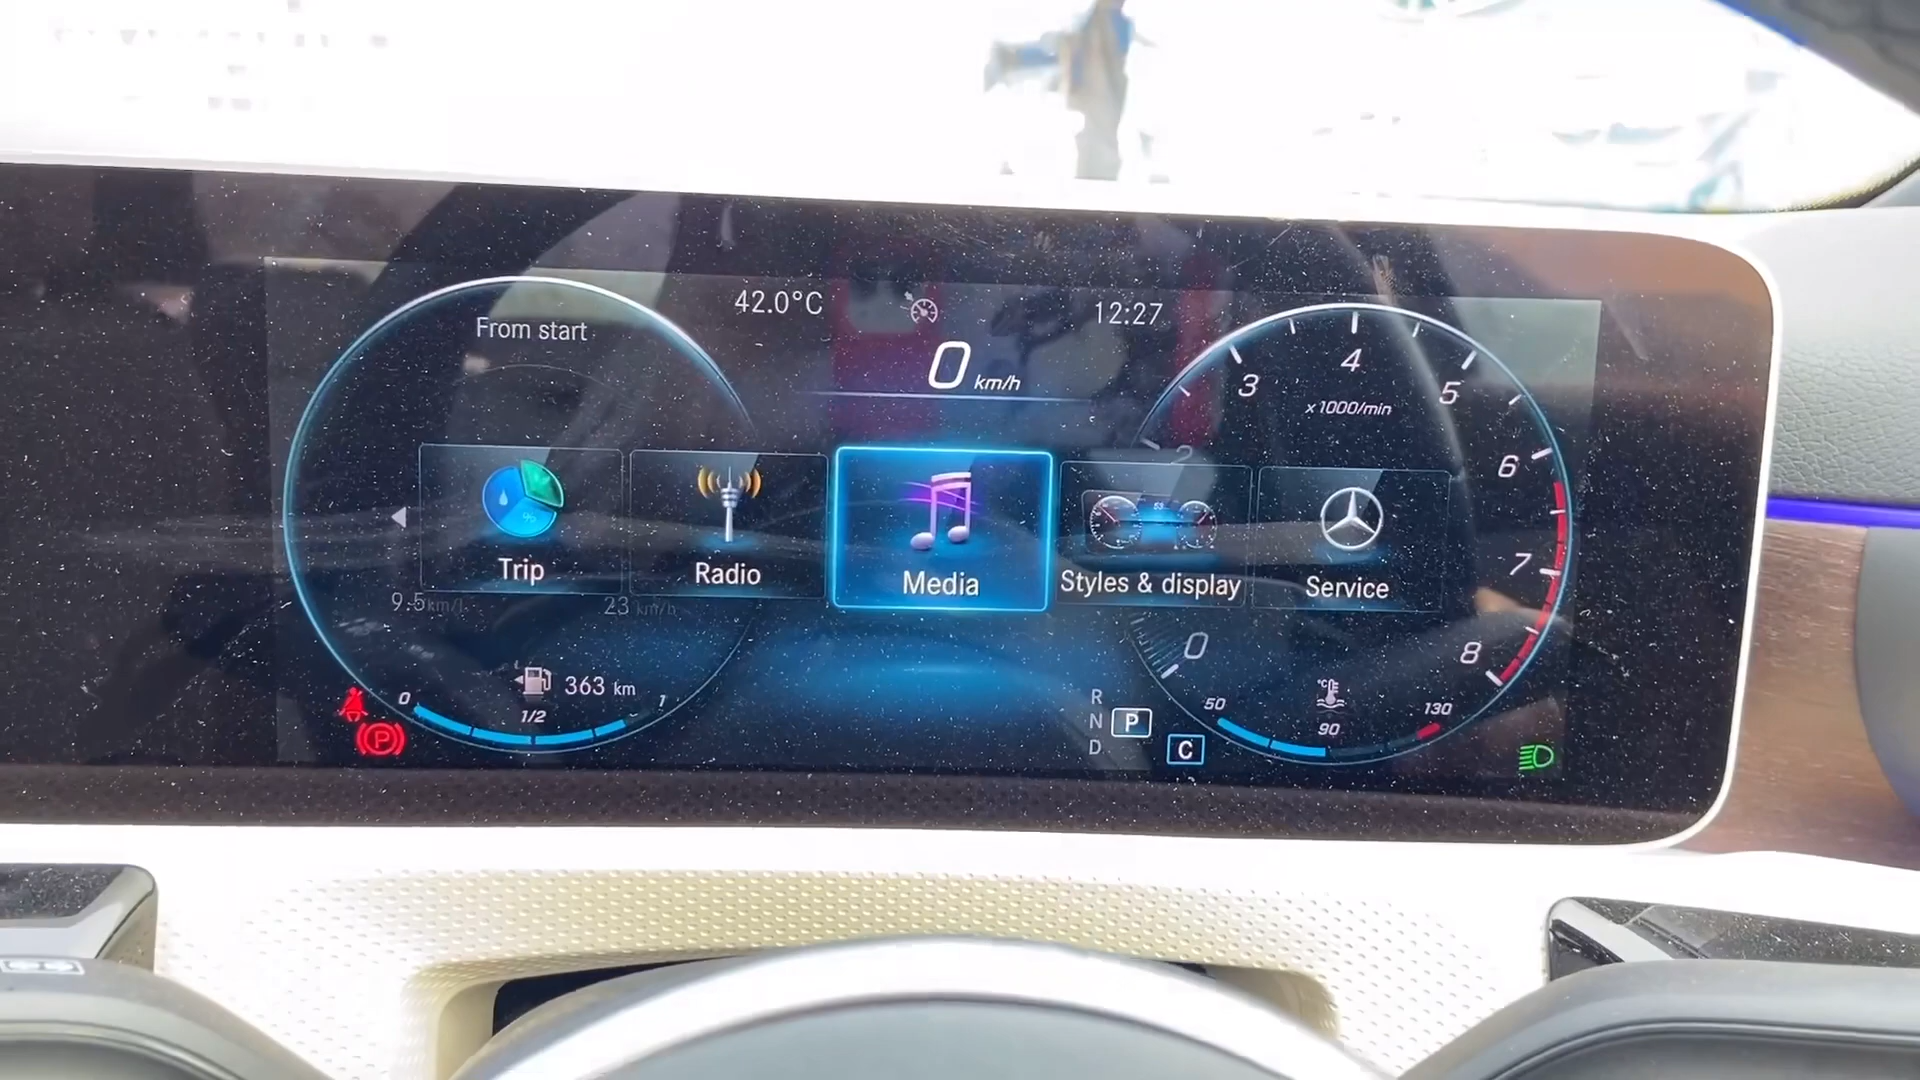 42.0°C
12:27
From start
0 km/h
3
4
5
6
7
8
2
0
x1000/min
Trip
Radio
Media
Styles & display
Service
9.5 km/l
23 km/h
363 km
0
1/2
1
P
R
N
P
D
C
50
90
130
°C